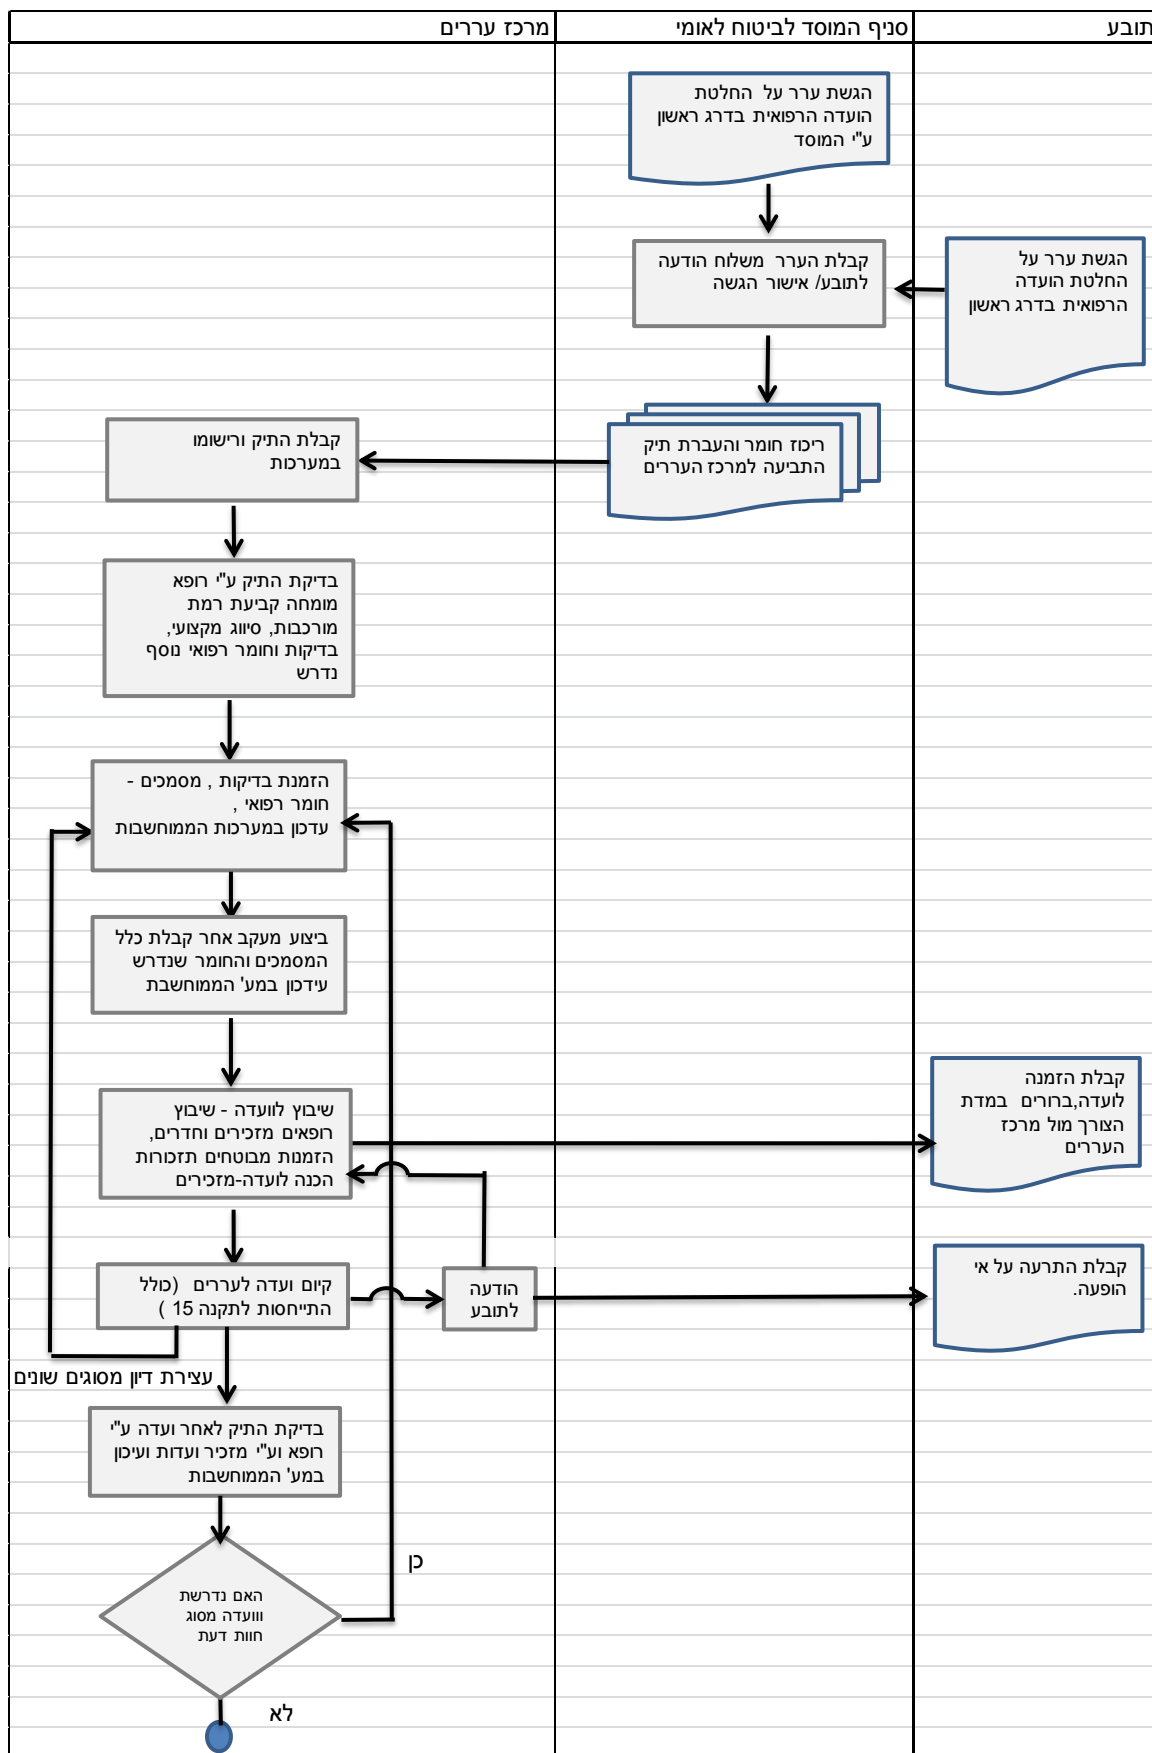 תובע
סניף המוסד לביטוח לאומי
מרכז עררים
הגשת ערר על החלטת
הועדה הרפואית בדרג ראשון
ע"י המוסד
הגשת ערר על
החלטת הועדה
הרפואית בדרג ראשון
קבלת הערר משלוח הודעה
לתובע/ אישור הגשה
ריכוז חומר והעברת תיק
התביעה למרכז העררים
קבלת התיק ורישומו
במערכות
בדיקת התיק ע"י רופא
מומחה קביעת רמת
מורכבות, סיווג מקצועי,
בדיקות וחומר רפואי נוסף
נדרש
הזמנת בדיקות , מסמכים -
חומר רפואי ,
עדכון במערכות הממוחשבות
ביצוע מעקב אחר קבלת כלל
המסמכים והחומר שנדרש
עידכון במע' הממוחשבת
שיבוץ לוועדה - שיבוץ
רופאים מזכירים וחדרים,
הזמנות מבוטחים תזכורות
הכנה לועדה-מזכירים
קבלת הזמנה
לועדה,ברורים במדת
הצורך מול מרכז
העררים
קיום ועדה לעררים (כולל
התייחסות לתקנה 15 )
הודעה
לתובע
קבלת התרעה על אי
הופעה.
עצירת דיון מסוגים שונים
בדיקת התיק לאחר ועדה ע"י
רופא וע"י מזכיר ועדות ועיכון
במע' הממוחשבות
האם נדרשת
וועדה מסוג
חוות דעת
כן
לא